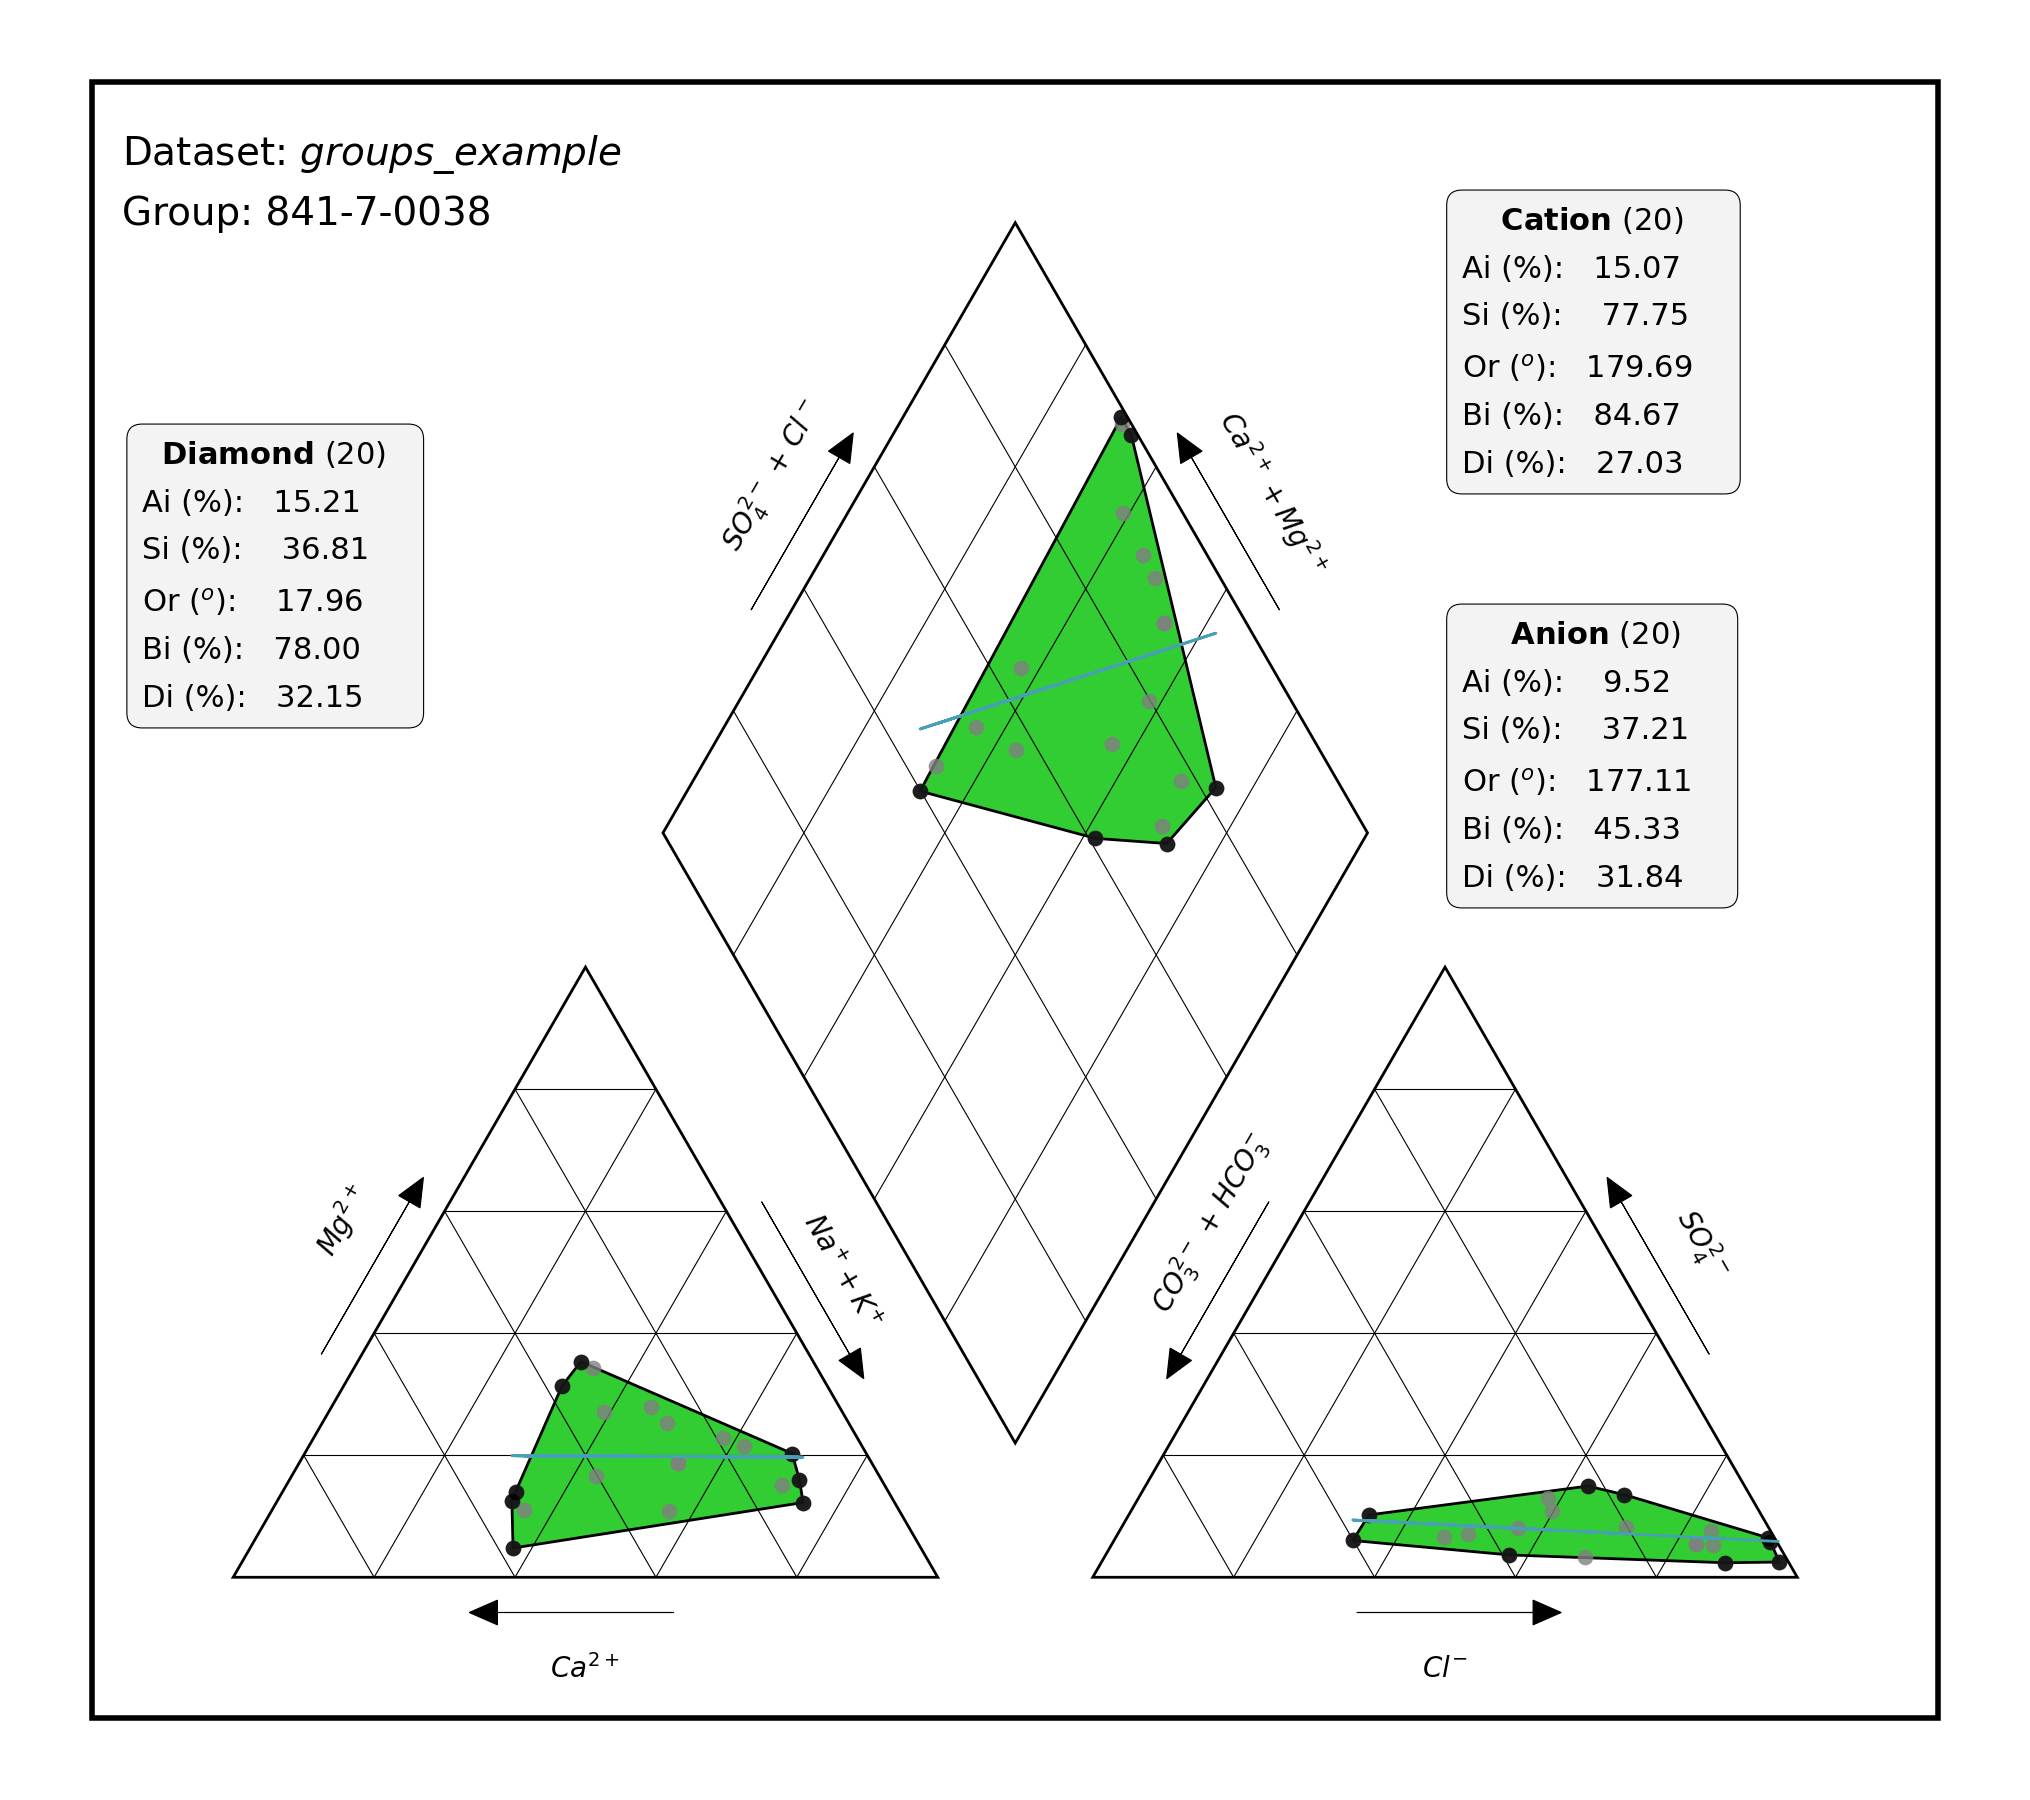 Dataset: groups_example
Group: 841-7-0038
Cation (20)
Ai (%): 15.07
Si (%): 77.75
Or (º): 179.69
Bi (%): 84.67
Di (%): 27.03
Diamond (20)
Ai (%): 15.21
Si (%): 36.81
Or (º): 17.96
Bi (%): 78.00
Di (%): 32.15
SO₄²⁻ + Cl⁻
Ca²⁺ + Mg²⁺
Anion (20)
Ai (%): 9.52
Si (%): 37.21
Or (º): 177.11
Bi (%): 45.33
Di (%): 31.84
Mg²⁺
Na⁺ + K⁺
CO₃²⁻ + HCO₃⁻
SO₄²⁻
Ca²⁺
Cl⁻